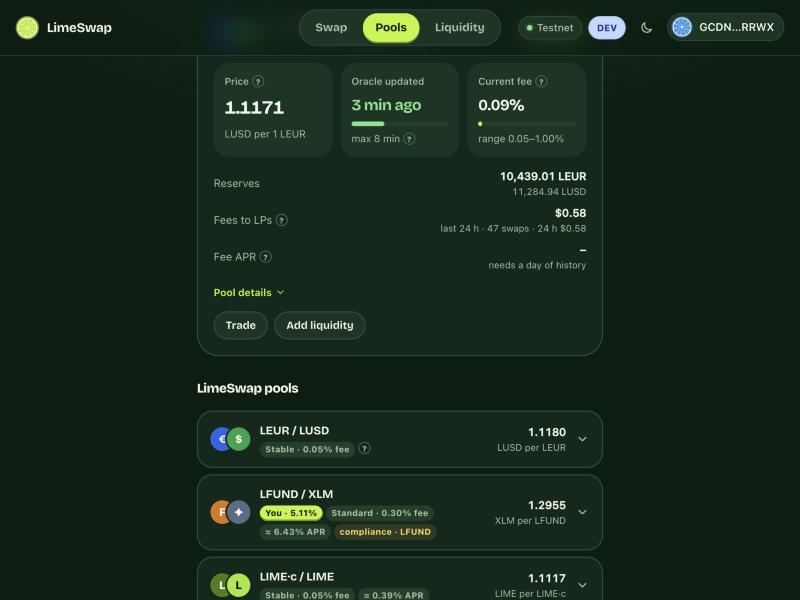 LimeSwap
Swap
Pools
Liquidity
Testnet
DEV
GCDN...RRWX
Price ?
1.1171
LUSD per 1 LEUR
Oracle updated
3 min ago
max 8 min ?
Current fee ?
0.09%
range 0.05–1.00%
Reserves
10,439.01 LEUR
11,284.94 LUSD
Fees to LPs ?
$0.58
last 24 h · 47 swaps · 24 h $0.58
Fee APR ?
–
needs a day of history
Pool details
Trade
Add liquidity
LimeSwap pools
€ $
LEUR / LUSD
Stable · 0.05% fee ?
1.1180
LUSD per LEUR
F
LFUND / XLM
You · 5.11%
Standard · 0.30% fee
≈ 6.43% APR
compliance · LFUND
1.2955
XLM per LFUND
L L
LIME·c / LIME
Stable · 0.05% fee
≈ 0.39% APR
1.1117
LIME per LIME·c